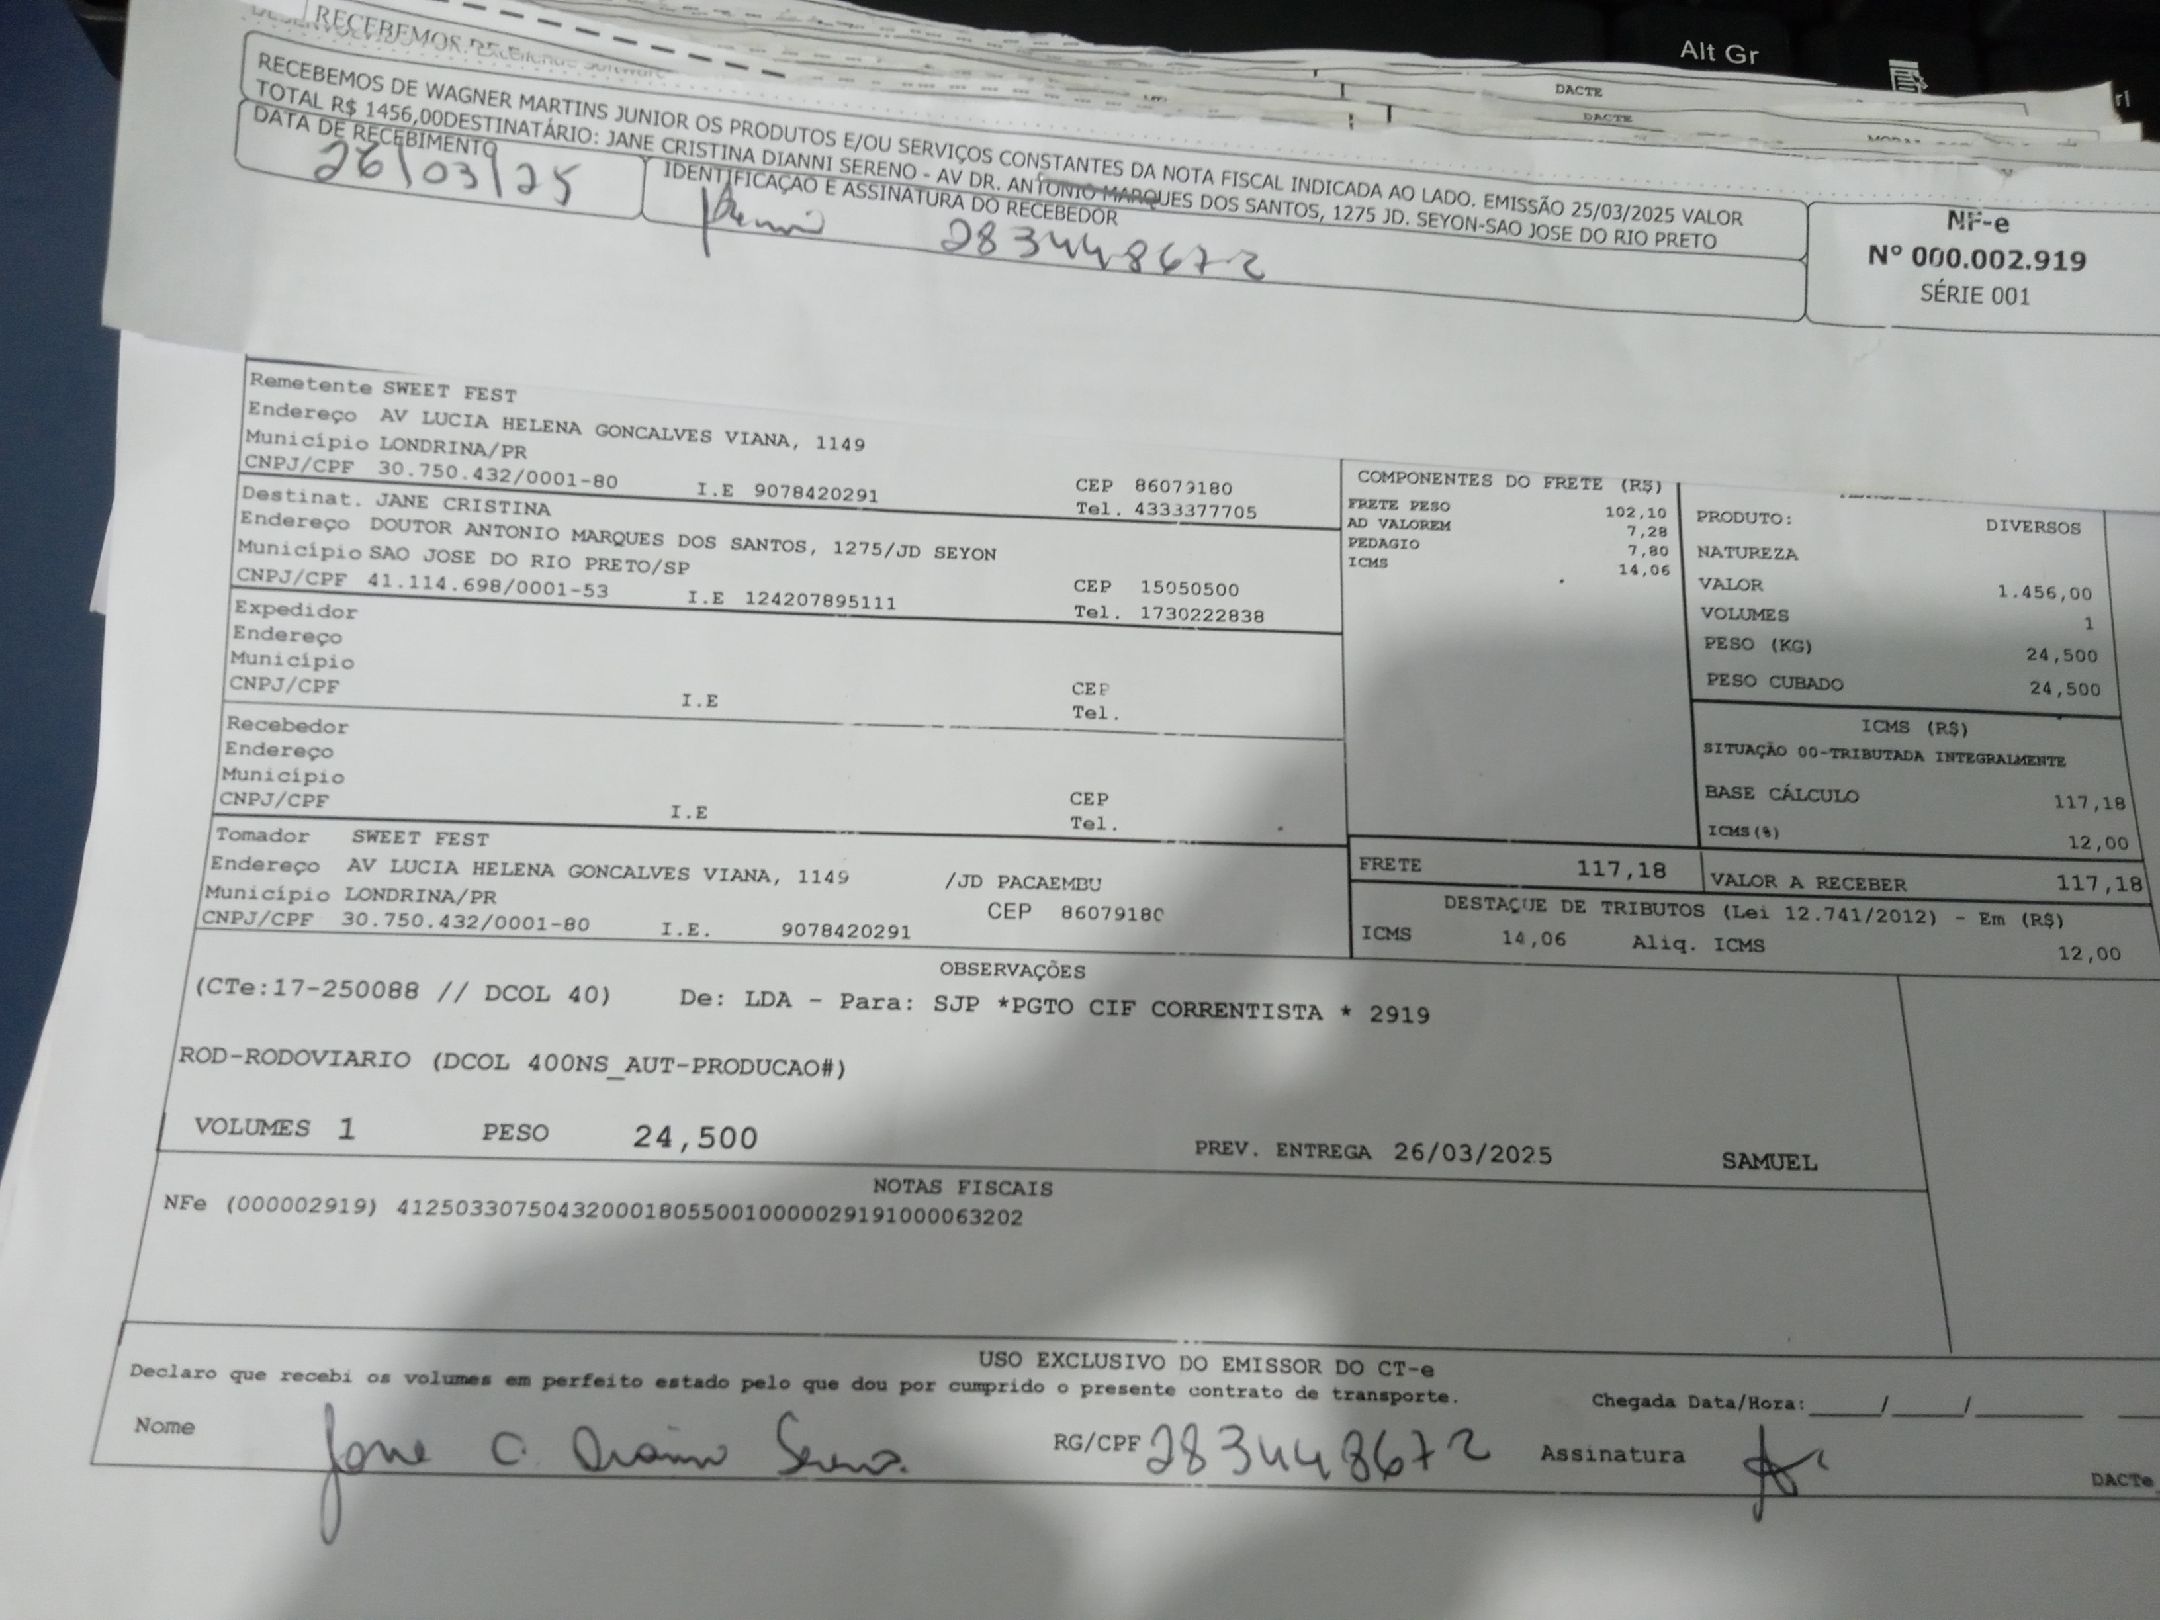 Alt Gr
DACTE
DACTE
RECEBEMOS DE WAGNER MARTINS JUNIOR OS PRODUTOS E/OU SERVIÇOS CONSTANTES DA NOTA FISCAL INDICADA AO LADO. EMISSÃO 25/03/2025 VALOR
TOTAL R$ 1456,00DESTINATÁRIO: JANE CRISTINA DIANNI SERENO - AV DR. ANTONIO MARQUES DOS SANTOS, 1275 JD. SEYON-SAO JOSE DO RIO PRETO
DATA DE RECEBIMENTO
26/03/25
IDENTIFICAÇÃO E ASSINATURA DO RECEBEDOR
283448672
NF-e
Nº 000.002.919
SÉRIE 001
Remetente SWEET FEST
Endereço AV LUCIA HELENA GONCALVES VIANA, 1149
Município LONDRINA/PR
CNPJ/CPF 30.750.432/0001-80 I.E 9078420291
CEP 86079180
Tel. 4333377705
Destinat. JANE CRISTINA
Endereço DOUTOR ANTONIO MARQUES DOS SANTOS, 1275/JD SEYON
Município SAO JOSE DO RIO PRETO/SP
CNPJ/CPF 41.114.698/0001-53 I.E 124207895111
CEP 15050500
Tel. 1730222838
Expedidor
Endereço
Município
CNPJ/CPF I.E
CEP
Tel.
Recebedor
Endereço
Município
CNPJ/CPF I.E
CEP
Tel.
Tomador SWEET FEST
Endereço AV LUCIA HELENA GONCALVES VIANA, 1149 /JD PACAEMBU
Município LONDRINA/PR CEP 86079180
CNPJ/CPF 30.750.432/0001-80 I.E. 9078420291
COMPONENTES DO FRETE (R$)
FRETE PESO 102,10
AD VALOREM 7,28
PEDAGIO 7,80
ICMS 14,06
PRODUTO: DIVERSOS
NATUREZA
VALOR 1.456,00
VOLUMES 1
PESO (KG) 24,500
PESO CUBADO 24,500
ICMS (R$)
SITUAÇÃO 00-TRIBUTADA INTEGRALMENTE
BASE CÁLCULO 117,18
ICMS(%) 12,00
FRETE 117,18 VALOR A RECEBER 117,18
DESTAQUE DE TRIBUTOS (Lei 12.741/2012) - Em (R$)
ICMS 14,06 Aliq. ICMS 12,00
OBSERVAÇÕES
(CTe:17-250088 // DCOL 40) De: LDA - Para: SJP *PGTO CIF CORRENTISTA * 2919
ROD-RODOVIARIO (DCOL 400NS_AUT-PRODUCAO#)
VOLUMES 1 PESO 24,500 PREV. ENTREGA 26/03/2025 SAMUEL
NOTAS FISCAIS
NFe (000002919) 41250330750432000180550010000029191000063202
USO EXCLUSIVO DO EMISSOR DO CT-e
Declaro que recebi os volumes em perfeito estado pelo que dou por cumprido o presente contrato de transporte.
Chegada Data/Hora:____/____/______
Nome Jane C. Dianni Sereno. RG/CPF 283448672 Assinatura
DACTe